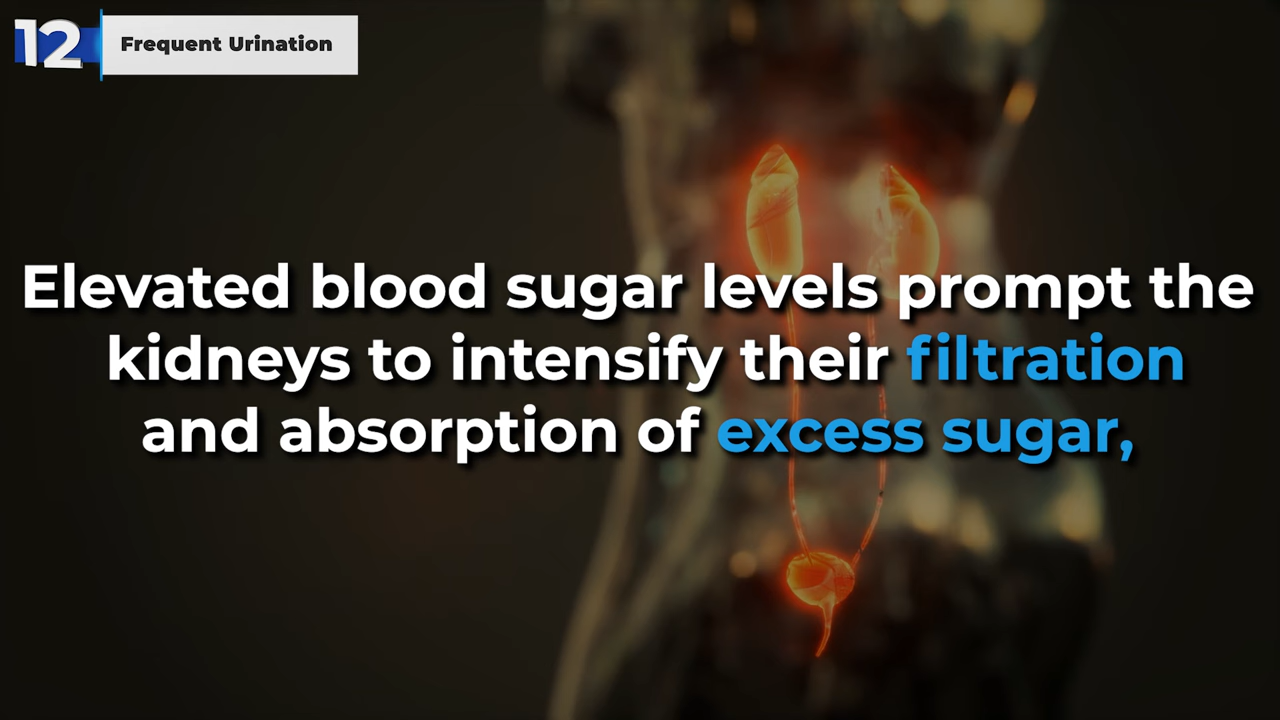 12
Frequent Urination
Elevated blood sugar levels prompt the
kidneys to intensify their filtration
and absorption of excess sugar,